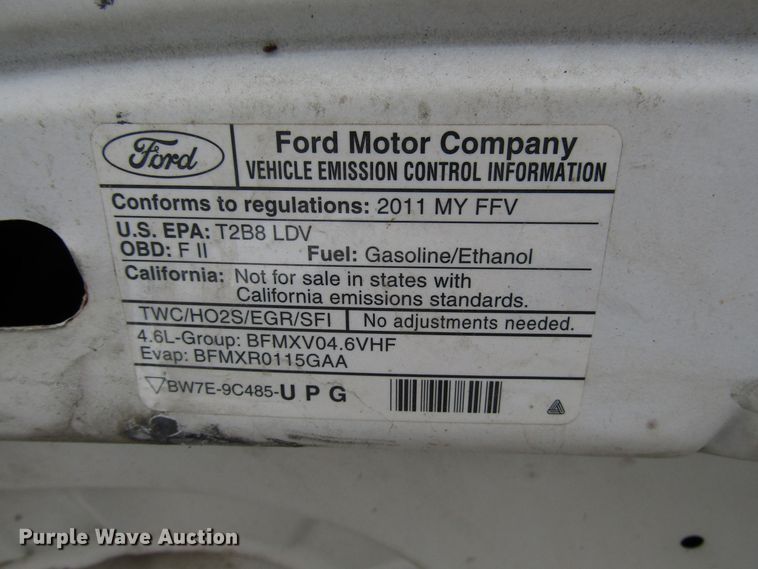 Ford
Ford Motor Company
VEHICLE EMISSION CONTROL INFORMATION
Conforms to regulations: 2011 MY FFV
U.S. EPA: T2B8 LDV
OBD: F II Fuel: Gasoline/Ethanol
California: Not for sale in states with
California emissions standards.
TWC/HO2S/EGR/SFI No adjustments needed.
4.6L-Group: BFMXV04.6VHF
Evap: BFMXR0115GAA
BW7E-9C485-U P G
Purple Wave Auction